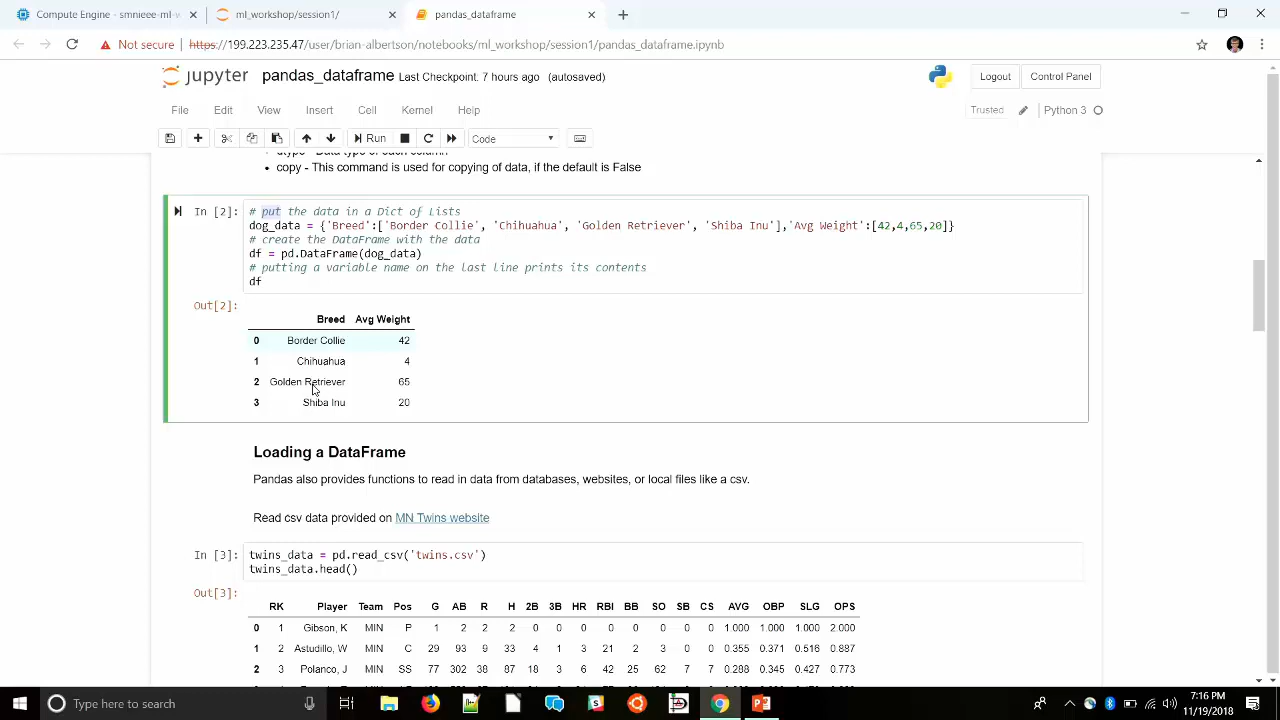 Compute Engine - smnieee-ml-w
ml_workshop/session1/
pandas_dataframe
Not secure
https://199.223.235.47/user/brian-albertson/notebooks/ml_workshop/session1/pandas_dataframe.ipynb
jupyter pandas_dataframe Last Checkpoint: 7 hours ago (autosaved)
Logout Control Panel
File Edit View Insert Cell Kernel Help
Trusted Python 3
Run Code
dtype - Data type of each column
copy - This command is used for copying of data, if the default is False
In [2]: # put the data in a Dict of Lists
dog_data = {'Breed':['Border Collie', 'Chihuahua', 'Golden Retriever', 'Shiba Inu'],'Avg Weight':[42,4,65,20]}
# create the DataFrame with the data
df = pd.DataFrame(dog_data)
# putting a variable name on the last line prints its contents
df
Out[2]:
Breed Avg Weight
0 Border Collie 42
1 Chihuahua 4
2 Golden Retriever 65
3 Shiba Inu 20
Loading a DataFrame
Pandas also provides functions to read in data from databases, websites, or local files like a csv.
Read csv data provided on MN Twins website
In [3]: twins_data = pd.read_csv('twins.csv')
twins_data.head()
Out[3]:
RK Player Team Pos G AB R H 2B 3B HR RBI BB SO SB CS AVG OBP SLG OPS
0 1 Gibson, K MIN P 1 2 2 2 0 0 0 0 0 0 0 0 1.000 1.000 1.000 2.000
1 2 Astudillo, W MIN C 29 93 9 33 4 1 3 21 2 3 0 0 0.355 0.371 0.516 0.887
2 3 Polanco, J MIN SS 77 302 38 87 18 3 6 42 25 62 7 7 0.288 0.345 0.427 0.773
Type here to search
7:16 PM
11/19/2018